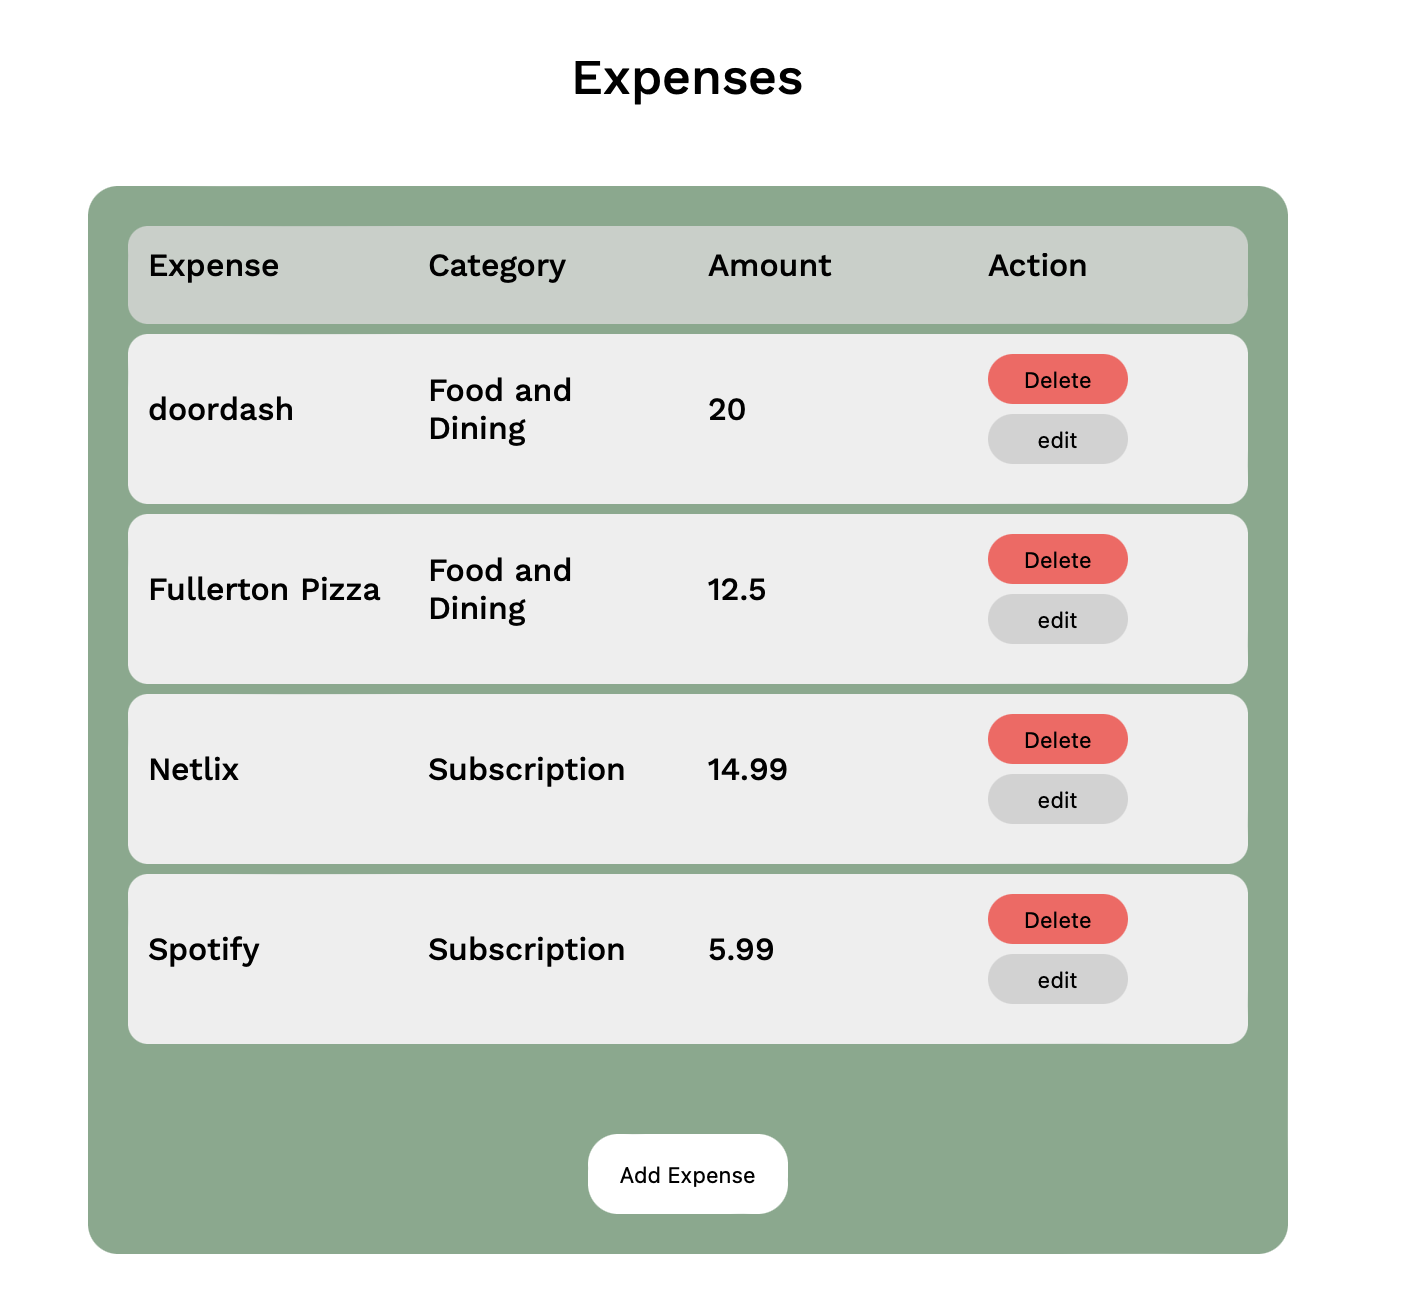 Expenses
Expense Category Amount Action
doordash Food and Dining 20 Delete edit
Fullerton Pizza Food and Dining 12.5 Delete edit
Netlix Subscription 14.99 Delete edit
Spotify Subscription 5.99 Delete edit
Add Expense